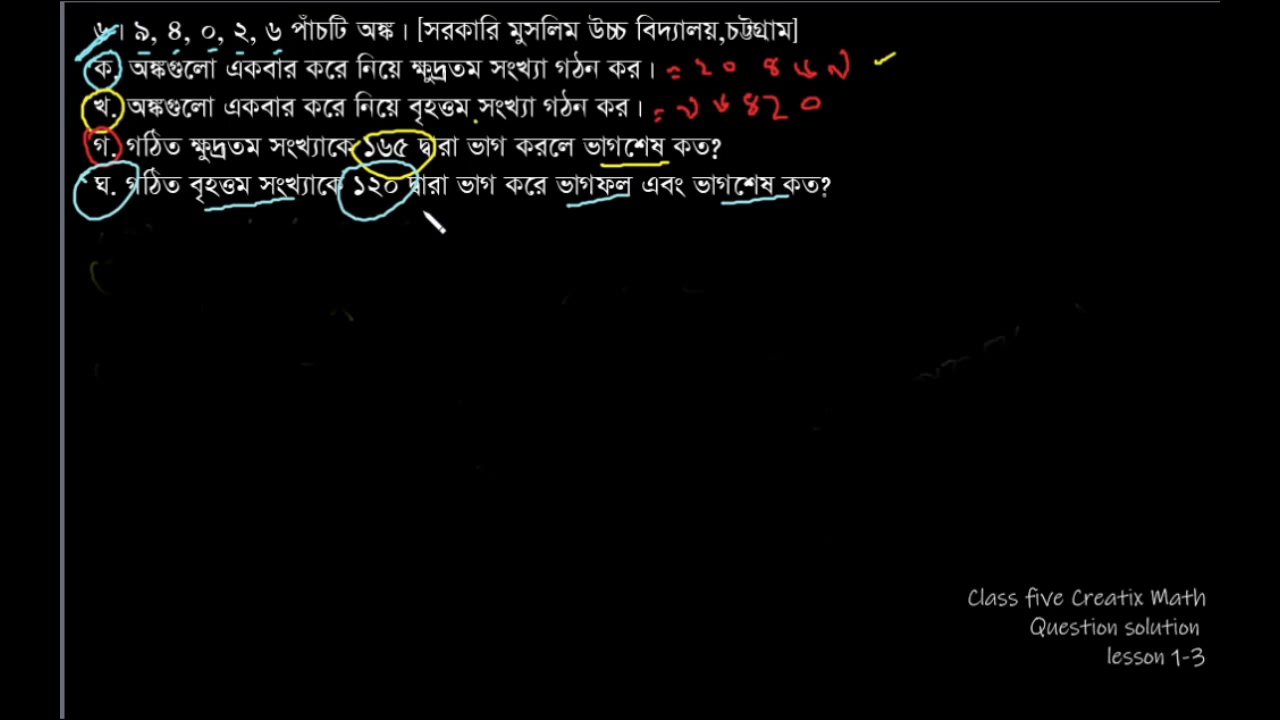 ৬। ৯, ৪, ০, ২, ৬ পাঁচটি অঙ্ক। [সরকারি মুসলিম উচ্চ বিদ্যালয়,চট্টগ্রাম]
ক. অঙ্কগুলো একবার করে নিয়ে ক্ষুদ্রতম সংখ্যা গঠন কর। = ২০৪৬৯
খ. অঙ্কগুলো একবার করে নিয়ে বৃহত্তম সংখ্যা গঠন কর। = ৯৬৪২০
গ. গঠিত ক্ষুদ্রতম সংখ্যাকে ১৬৫ দ্বারা ভাগ করলে ভাগশেষ কত?
ঘ. গঠিত বৃহত্তম সংখ্যাকে ১২০ দ্বারা ভাগ করে ভাগফল এবং ভাগশেষ কত?
Class five Creatix Math
Question solution
lesson 1-3